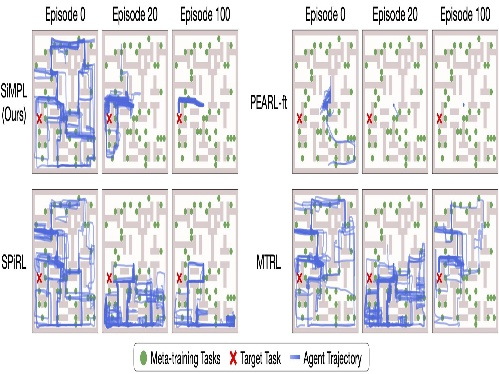 Episode 0 Episode 20 Episode 100 Episode 0 Episode 20 Episode 100
SiMPL
(Ours)
PEARL-ft
SPiRL
MTRL
Meta-training Tasks Target Task Agent Trajectory